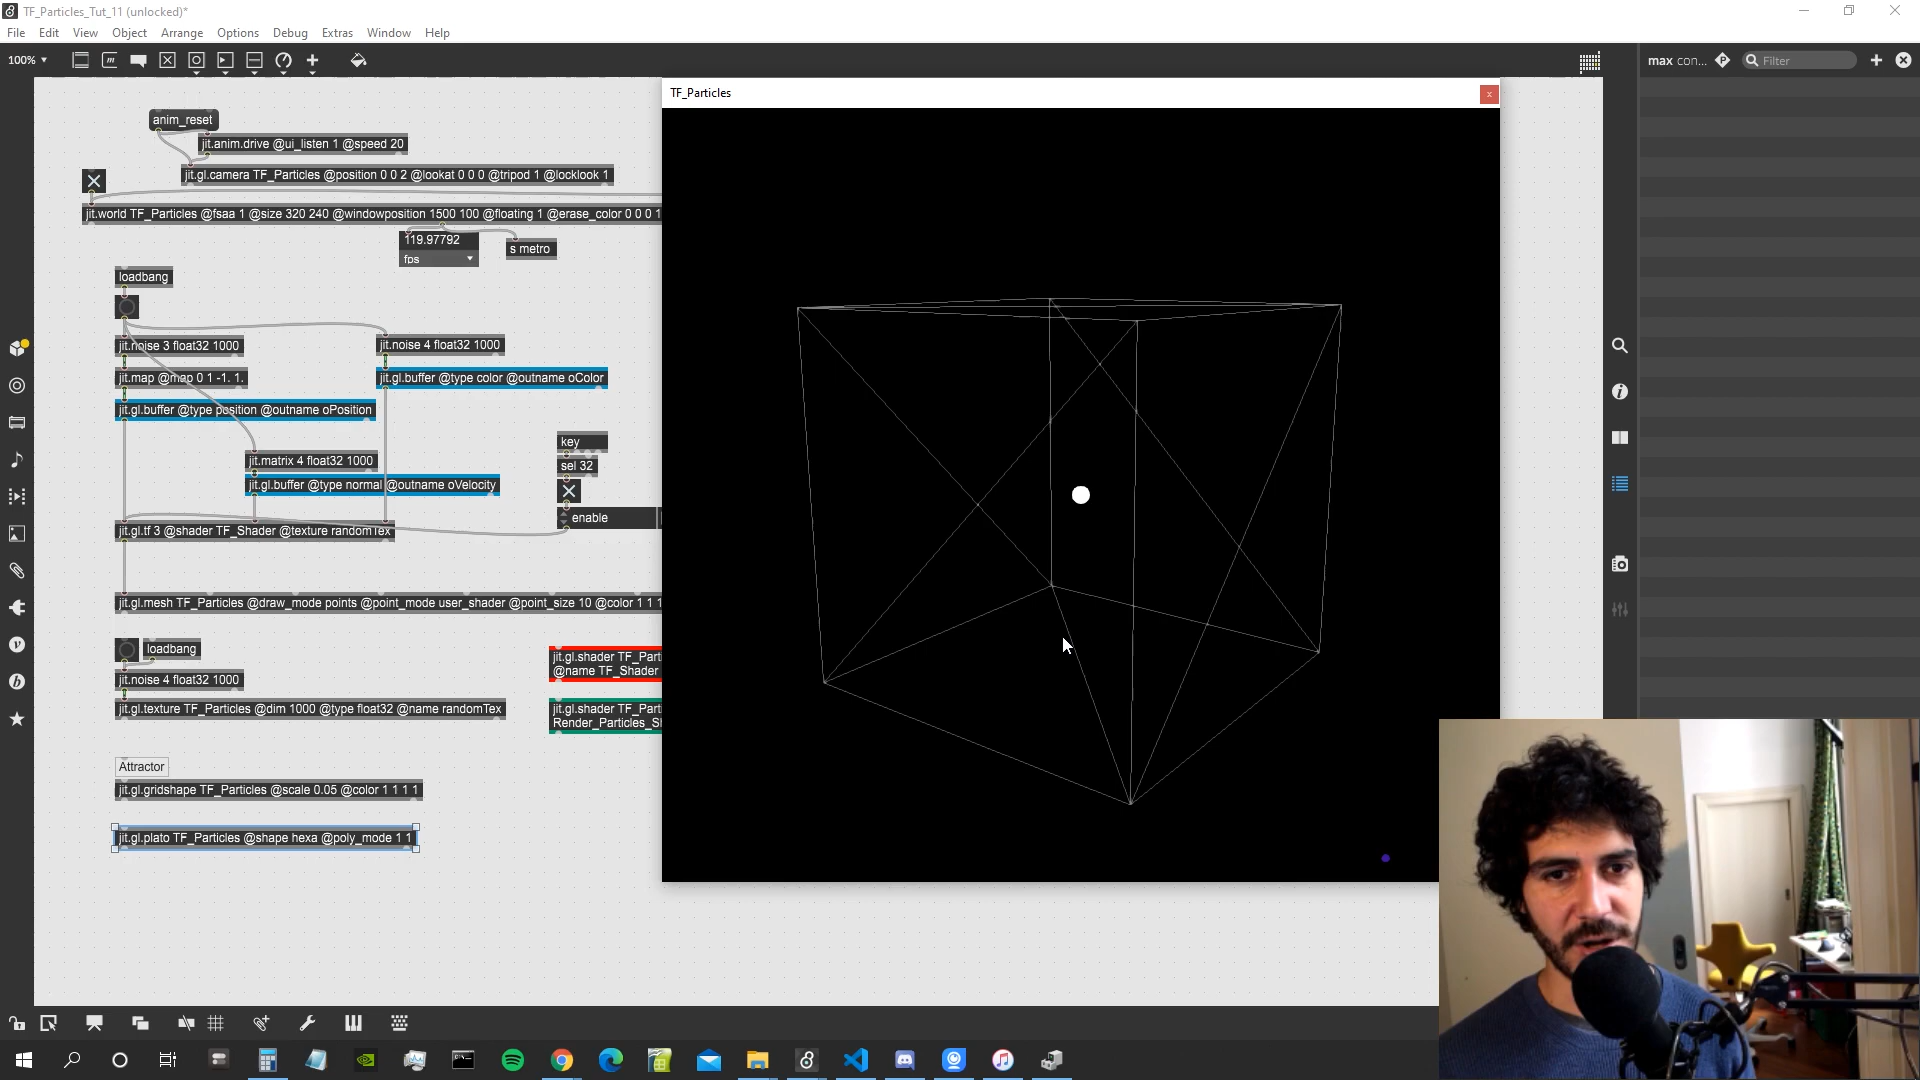 TF_Particles_Tut_11 (unlocked)*
File Edit View Object Arrange Options Debug Extras Window Help
100%
max con...
Filter
TF_Particles
x
anim_reset
jit.anim.drive @ui_listen 1 @speed 20
jit.gl.camera TF_Particles @position 0 0 2 @lookat 0 0 0 @tripod 1 @locklook 1
jit.world TF_Particles @fsaa 1 @size 320 240 @windowposition 1500 100 @floating 1 @erase_color 0 0 0 1
119.97792
fps
s metro
loadbang
jit.noise 3 float32 1000
jit.noise 4 float32 1000
jit.map @map 0 1 -1. 1.
jit.gl.buffer @type color @outname oColor
jit.gl.buffer @type position @outname oPosition
key
jit.matrix 4 float32 1000
sel 32
jit.gl.buffer @type normal @outname oVelocity
enable
jit.gl.tf 3 @shader TF_Shader @texture randomTex
jit.gl.mesh TF_Particles @draw_mode points @point_mode user_shader @point_size 10 @color 1 1 1
loadbang
jit.gl.shader TF_Parti
@name TF_Shader
jit.noise 4 float32 1000
jit.gl.texture TF_Particles @dim 1000 @type float32 @name randomTex
jit.gl.shader TF_Parti
Render_Particles_Sh
Attractor
jit.gl.gridshape TF_Particles @scale 0.05 @color 1 1 1 1
jit.gl.plato TF_Particles @shape hexa @poly_mode 1 1